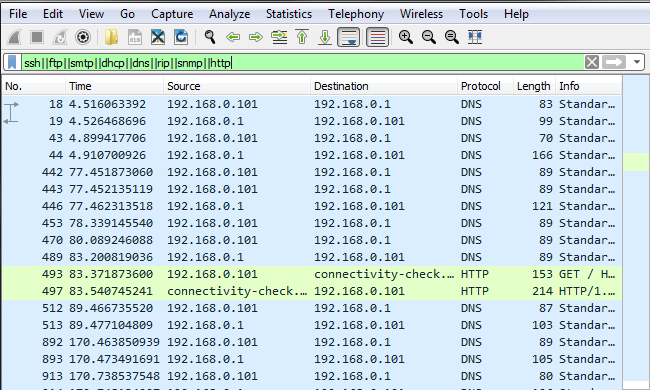 File Edit View Go Capture Analyze Statistics Telephony Wireless Tools Help
ssh||ftp||smtp||dhcp||dns||rip||snmp||http
No. Time Source Destination Protocol Length Info
18 4.516063392 192.168.0.101 192.168.0.1 DNS 83 Standar…
19 4.526468696 192.168.0.1 192.168.0.101 DNS 99 Standar…
43 4.899417706 192.168.0.101 192.168.0.1 DNS 70 Standar…
44 4.910700926 192.168.0.1 192.168.0.101 DNS 166 Standar…
442 77.451873060 192.168.0.101 192.168.0.1 DNS 89 Standar…
443 77.452135119 192.168.0.101 192.168.0.1 DNS 89 Standar…
446 77.462313518 192.168.0.1 192.168.0.101 DNS 121 Standar…
453 78.339145540 192.168.0.101 192.168.0.1 DNS 89 Standar…
470 80.089246088 192.168.0.101 192.168.0.1 DNS 89 Standar…
489 83.200819036 192.168.0.1 192.168.0.101 DNS 89 Standar…
493 83.371873600 192.168.0.101 connectivity-check.… HTTP 153 GET / H…
497 83.540745241 connectivity-check.… 192.168.0.101 HTTP 214 HTTP/1.…
512 89.466735520 192.168.0.101 192.168.0.1 DNS 87 Standar…
513 89.477104809 192.168.0.1 192.168.0.101 DNS 103 Standar…
892 170.463850939 192.168.0.101 192.168.0.1 DNS 89 Standar…
893 170.473491691 192.168.0.1 192.168.0.101 DNS 105 Standar…
913 170.738537548 192.168.0.101 192.168.0.1 DNS 80 Standar…